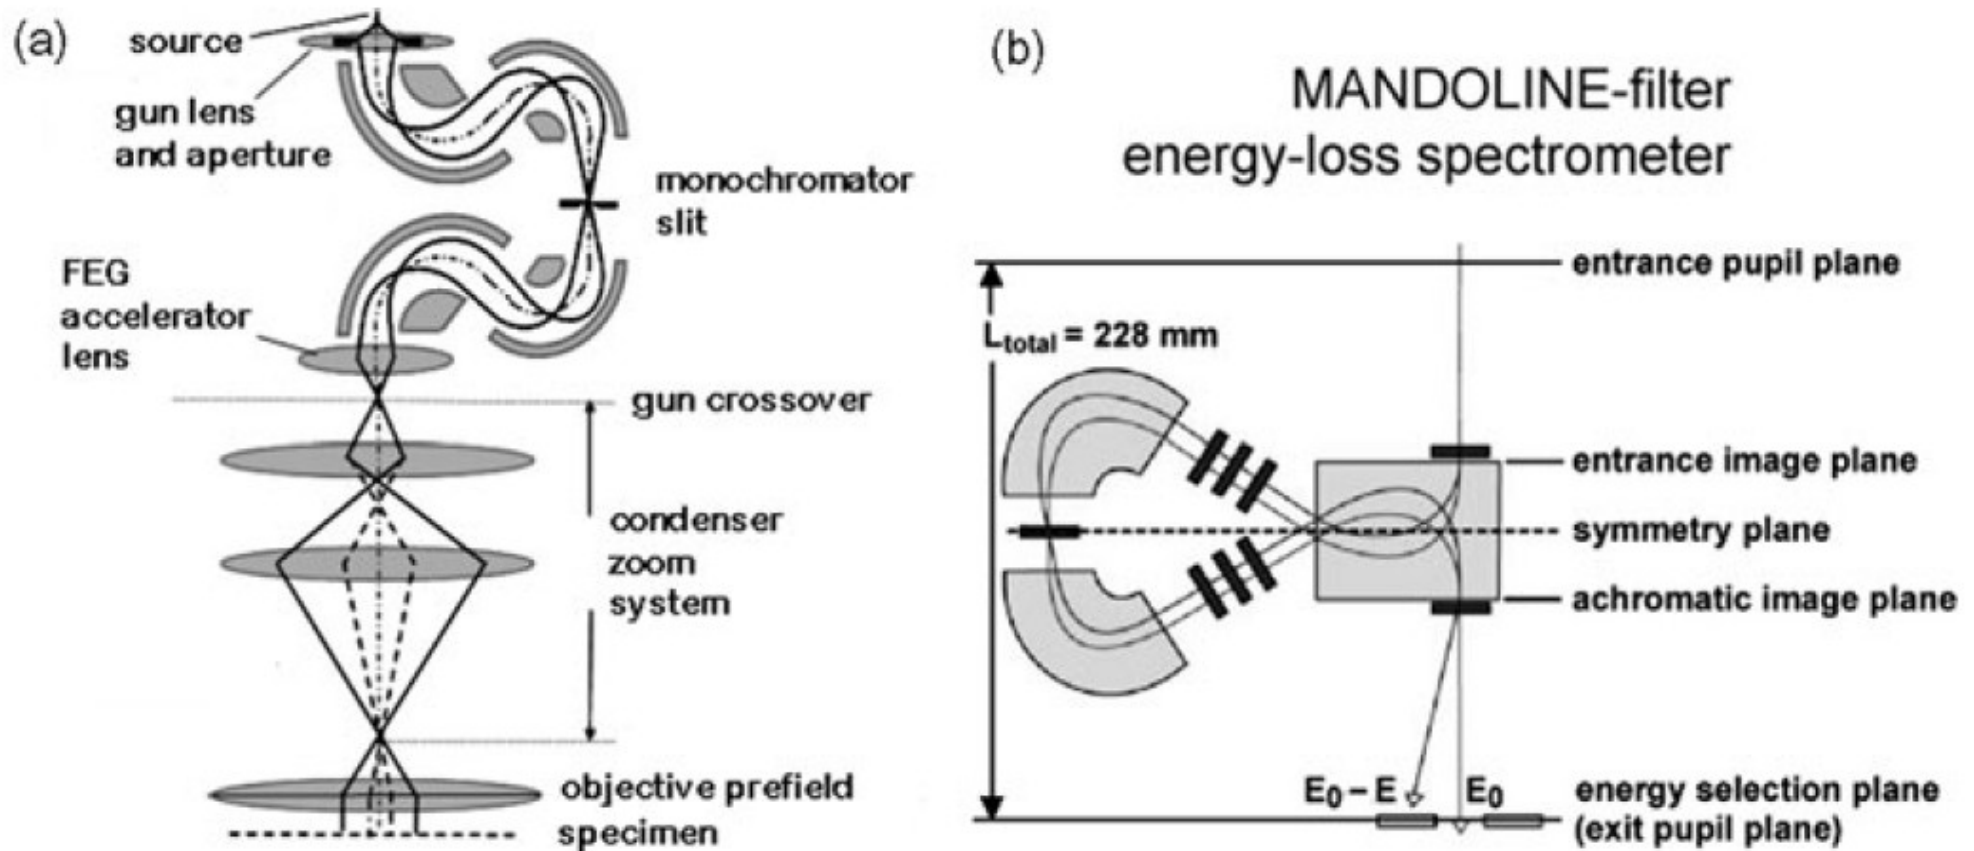 (a)
source
gun lens
and aperture
monochromator
slit
FEG
accelerator
lens
gun crossover
condenser
zoom
system
objective prefield
specimen
(b)
MANDOLINE-filter
energy-loss spectrometer
entrance pupil plane
Ltotal = 228 mm
entrance image plane
symmetry plane
achromatic image plane
E0 – E
E0
energy selection plane
(exit pupil plane)